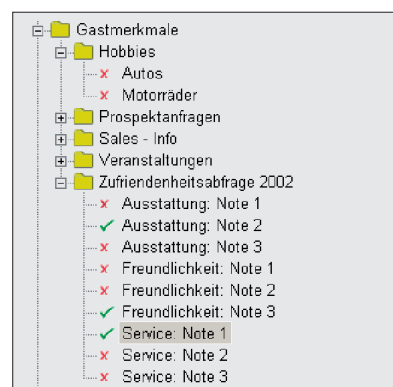 Gastmerkmale
Hobbies
Autos
Motorräder
Prospektanfragen
Sales - Info
Veranstaltungen
Zufriendenheitsabfrage 2002
Ausstattung: Note 1
Ausstattung: Note 2
Ausstattung: Note 3
Freundlichkeit: Note 1
Freundlichkeit: Note 2
Freundlichkeit: Note 3
Service: Note 1
Service: Note 2
Service: Note 3